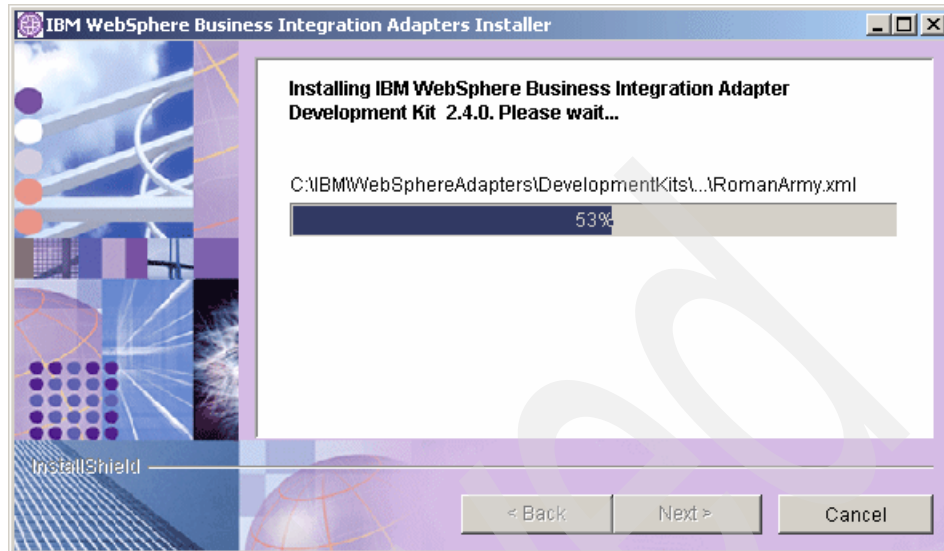 IBM WebSphere Business Integration Adapters Installer
Installing IBM WebSphere Business Integration Adapter
Development Kit 2.4.0. Please wait...
C:\IBM\WebSphereAdapters\DevelopmentKits\...\RomanArmy.xml
53%
InstallShield
< Back
Next >
Cancel